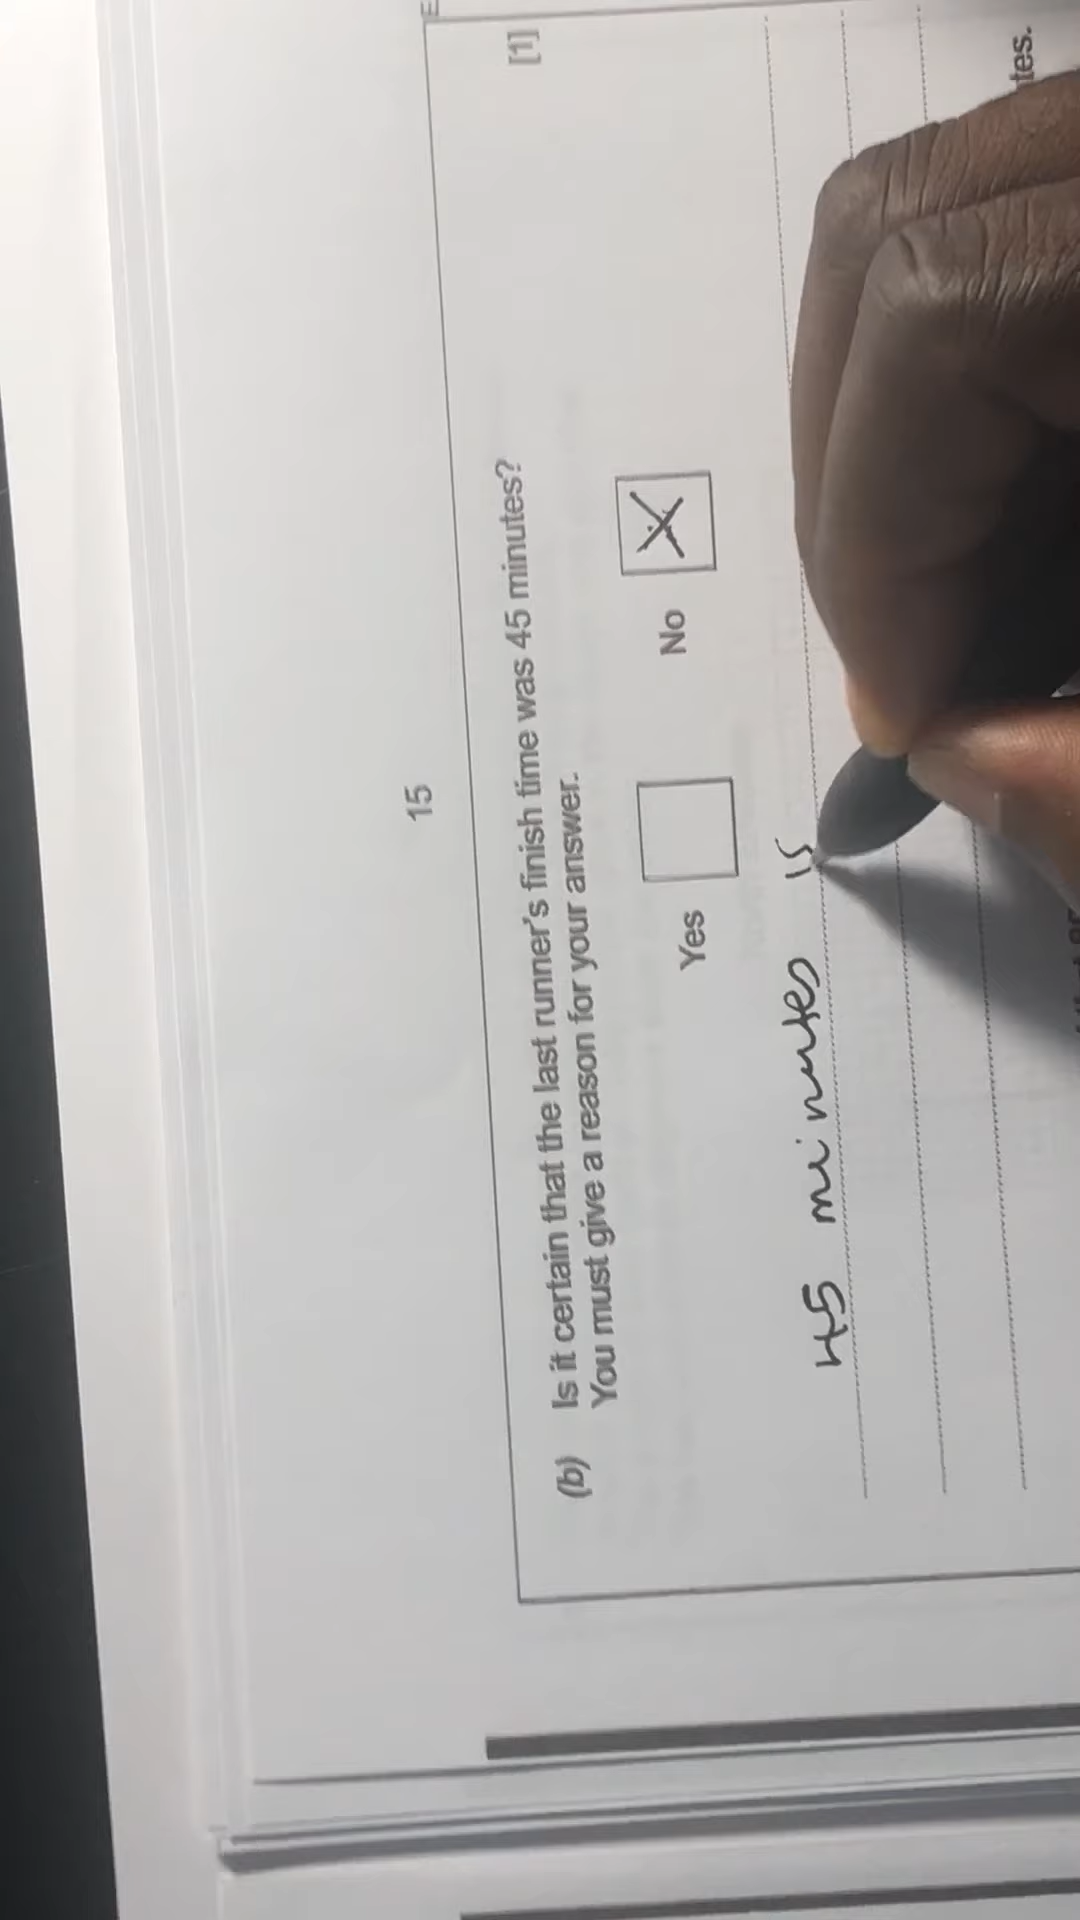 15
(b) Is it certain that the last runner's finish time was 45 minutes?
You must give a reason for your answer. [1]
Yes No X
45 minutes is
tes.